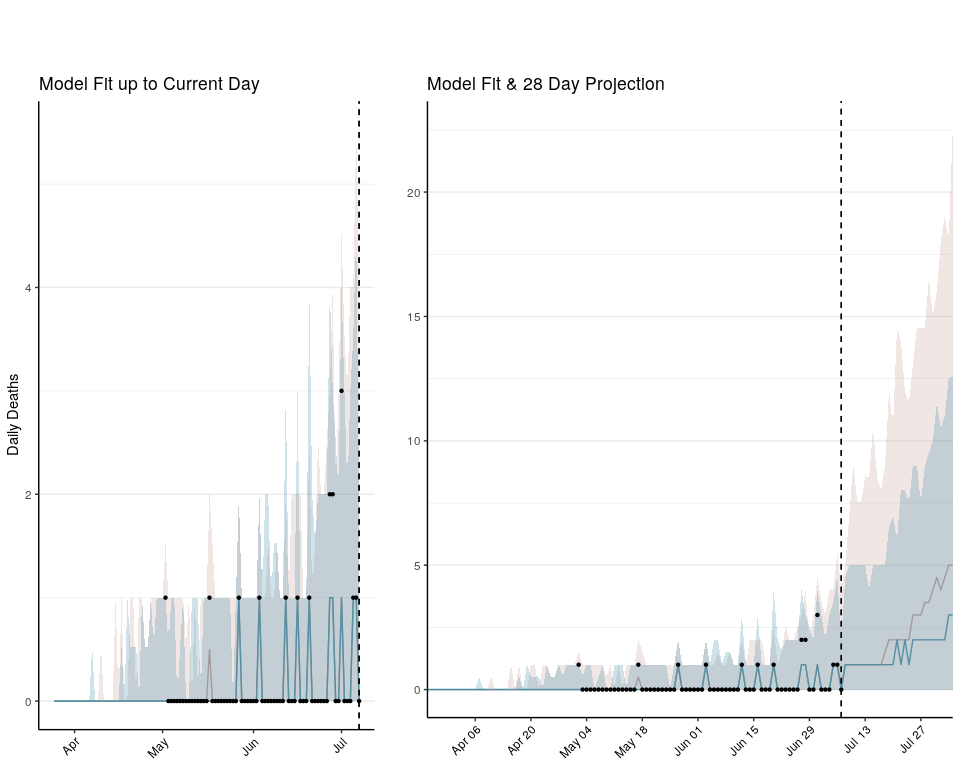 Model Fit up to Current Day
Model Fit & 28 Day Projection
Daily Deaths
4
2
0
Apr
May
Jun
Jul
20
15
10
5
0
Apr 06
Apr 20
May 04
May 18
Jun 01
Jun 15
Jun 29
Jul 13
Jul 27